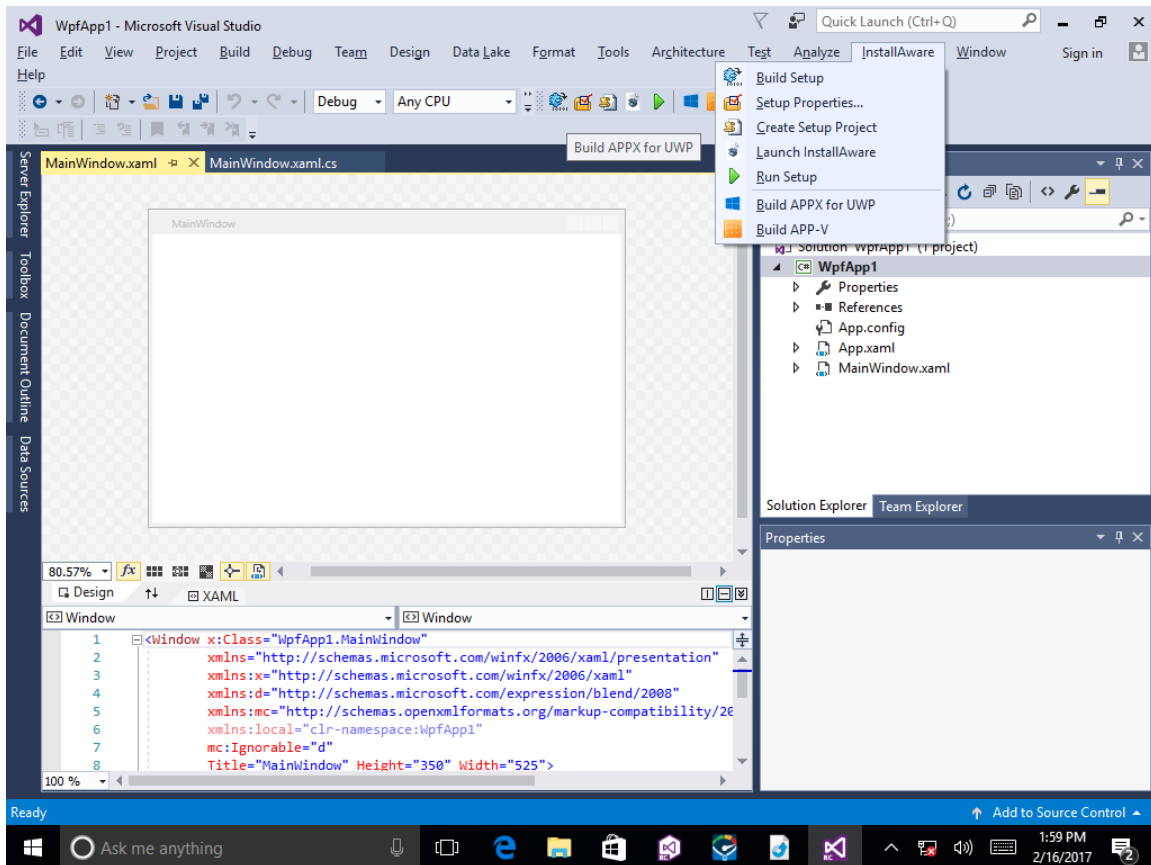 WpfApp1 - Microsoft Visual Studio
Quick Launch (Ctrl+Q)
File Edit View Project Build Debug Team Design Data Lake Format Tools Architecture Test Analyze InstallAware Window Sign in
Help
Debug Any CPU
Build Setup
Setup Properties...
Create Setup Project
Launch InstallAware
Run Setup
Build APPX for UWP
Build APP-V
Build APPX for UWP
Server Explorer
Toolbox
Document Outline
Data Sources
MainWindow.xaml MainWindow.xaml.cs
MainWindow
;)
Solution 'WpfApp1' (1 project)
C# WpfApp1
Properties
References
App.config
App.xaml
MainWindow.xaml
Solution Explorer Team Explorer
Properties
80.57% fx
Design XAML
Window Window
1 <Window x:Class="WpfApp1.MainWindow"
2 xmlns="http://schemas.microsoft.com/winfx/2006/xaml/presentation"
3 xmlns:x="http://schemas.microsoft.com/winfx/2006/xaml"
4 xmlns:d="http://schemas.microsoft.com/expression/blend/2008"
5 xmlns:mc="http://schemas.openxmlformats.org/markup-compatibility/20
6 xmlns:local="clr-namespace:WpfApp1"
7 mc:Ignorable="d"
8 Title="MainWindow" Height="350" Width="525">
100 %
Ready
Add to Source Control
Ask me anything
RC
RC
1:59 PM
2/16/2017
2